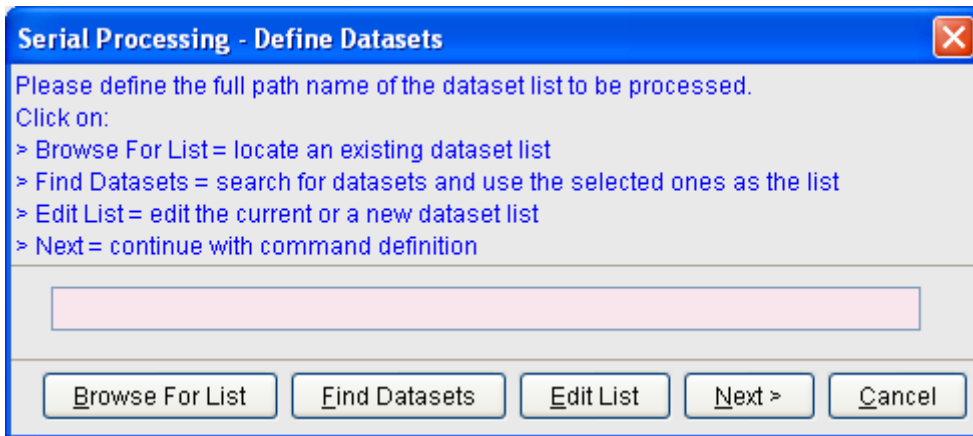 Serial Processing - Define Datasets
Please define the full path name of the dataset list to be processed.
Click on:
> Browse For List = locate an existing dataset list
> Find Datasets = search for datasets and use the selected ones as the list
> Edit List = edit the current or a new dataset list
> Next = continue with command definition
Browse For List
Find Datasets
Edit List
Next >
Cancel